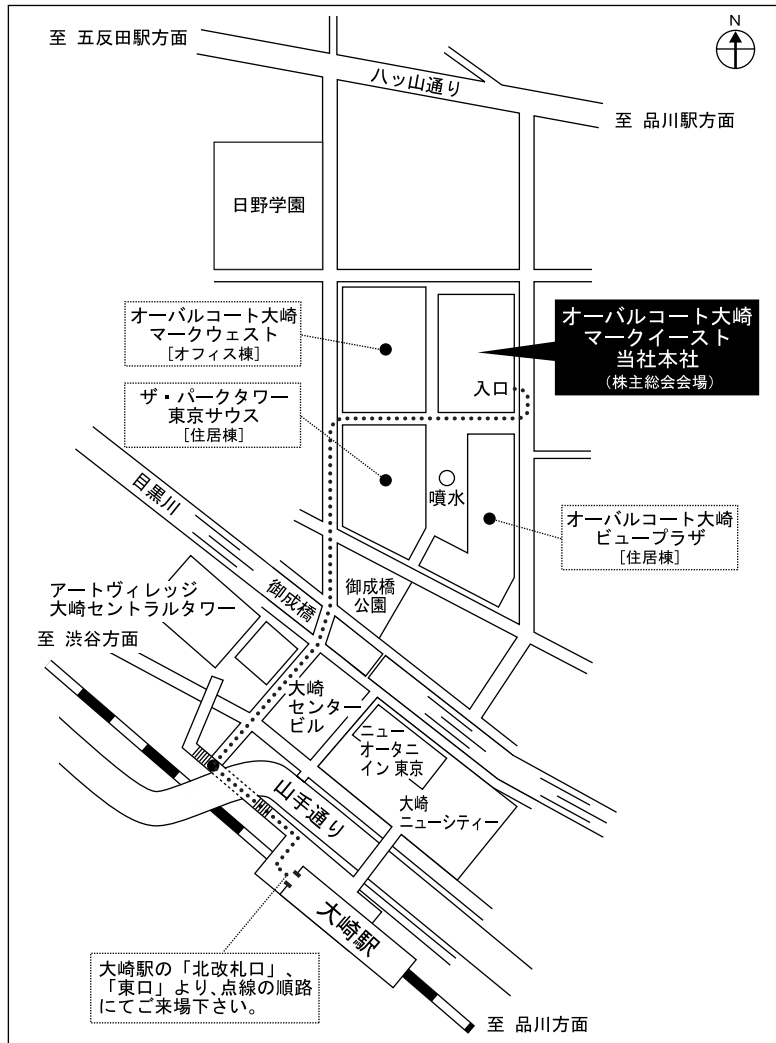 N
至 五反田駅方面
八ッ山通り
至 品川駅方面
日野学園
オーバルコート大崎
マークウェスト
[オフィス棟]
オーバルコート大崎
マークイースト
当社本社
(株主総会会場)
入口
ザ・パークタワー
東京サウス
[住居棟]
噴水
目黒川
オーバルコート大崎
ビュープラザ
[住居棟]
アートヴィレッジ
大崎セントラルタワー
御成橋
御成橋
公園
至 渋谷方面
大崎
センター
ビル
ニュー
オータニ
イン 東京
山手通り
大崎
ニューシティー
大崎駅
大崎駅の「北改札口」、
「東口」より、点線の順路
にてご来場下さい。
至 品川方面